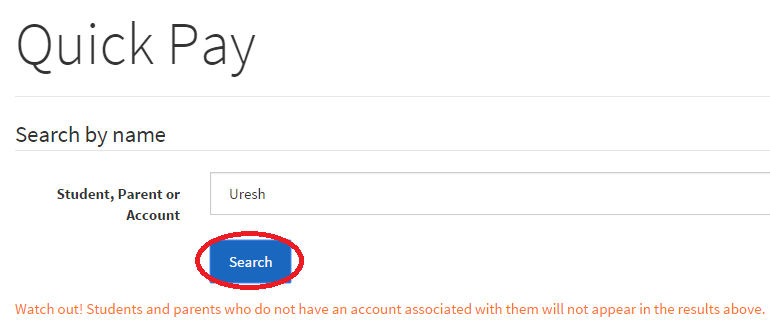 Quick Pay
Search by name
Student, Parent or
Account
Uresh
Search
Watch out! Students and parents who do not have an account associated with them will not appear in the results above.